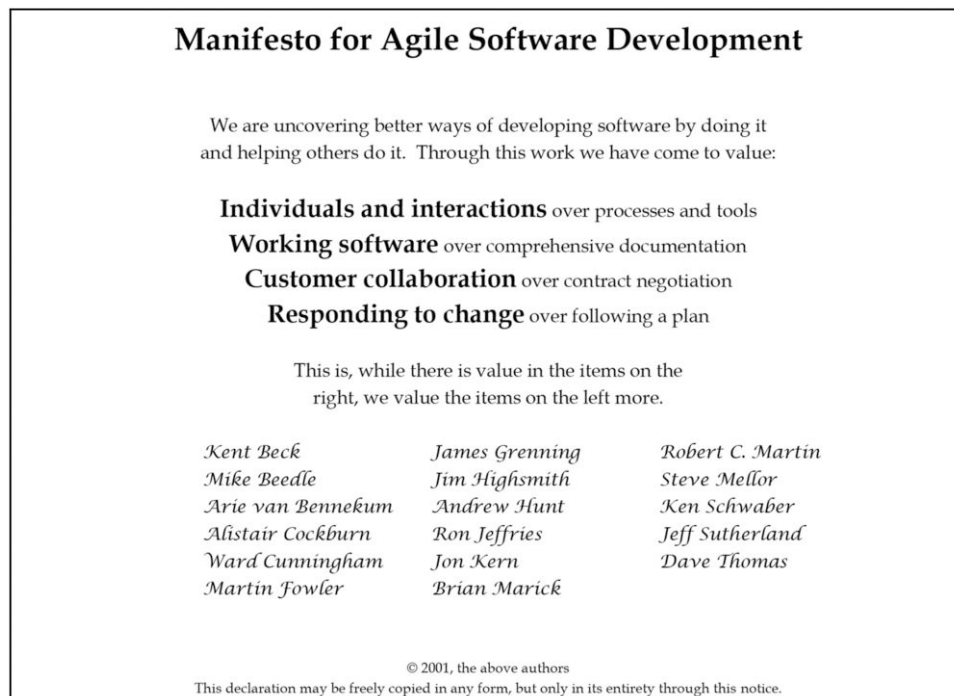 Manifesto for Agile Software Development
We are uncovering better ways of developing software by doing it
and helping others do it. Through this work we have come to value:
Individuals and interactions over processes and tools
Working software over comprehensive documentation
Customer collaboration over contract negotiation
Responding to change over following a plan
This is, while there is value in the items on the
right, we value the items on the left more.
Kent Beck
Mike Beedle
Arie van Bennekum
Alistair Cockburn
Ward Cunningham
Martin Fowler
James Grenning
Jim Highsmith
Andrew Hunt
Ron Jeffries
Jon Kern
Brian Marick
Robert C. Martin
Steve Mellor
Ken Schwaber
Jeff Sutherland
Dave Thomas
© 2001, the above authors
This declaration may be freely copied in any form, but only in its entirety through this notice.